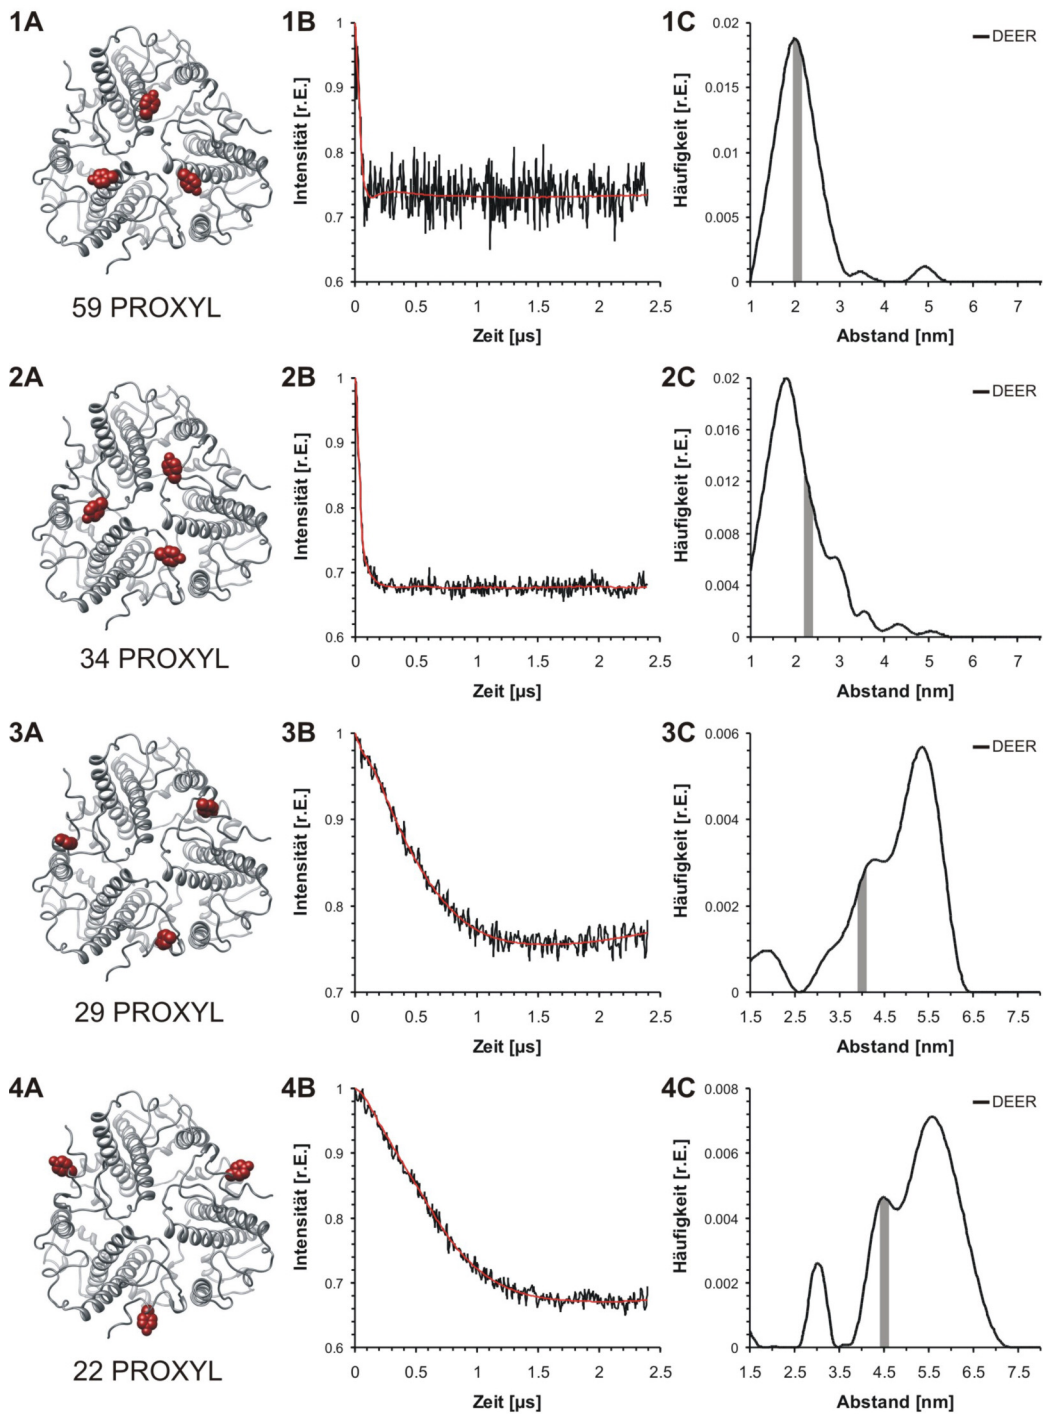 1A
1B
1C
Intensität [r.E.]
1
0.9
0.8
0.7
0.6
0 0.5 1 1.5 2 2.5
Zeit [µs]
Häufigkeit [r.E.]
0.02
0.015
0.01
0.005
0
1 2 3 4 5 6 7
Abstand [nm]
DEER
59 PROXYL
2A
2B
2C
Intensität [r.E.]
1
0.9
0.8
0.7
0.6
0 0.5 1 1.5 2 2.5
Zeit [µs]
Häufigkeit [r.E.]
0.02
0.016
0.012
0.008
0.004
0
1 2 3 4 5 6 7
Abstand [nm]
DEER
34 PROXYL
3A
3B
3C
Intensität [r.E.]
1
0.9
0.8
0.7
0 0.5 1 1.5 2 2.5
Zeit [µs]
Häufigkeit [r.E.]
0.006
0.004
0.002
0
1.5 2.5 3.5 4.5 5.5 6.5 7.5
Abstand [nm]
DEER
29 PROXYL
4A
4B
4C
Intensität [r.E.]
1
0.9
0.8
0.7
0.6
0 0.5 1 1.5 2 2.5
Zeit [µs]
Häufigkeit [r.E.]
0.008
0.006
0.004
0.002
0
1.5 2.5 3.5 4.5 5.5 6.5 7.5
Abstand [nm]
DEER
22 PROXYL